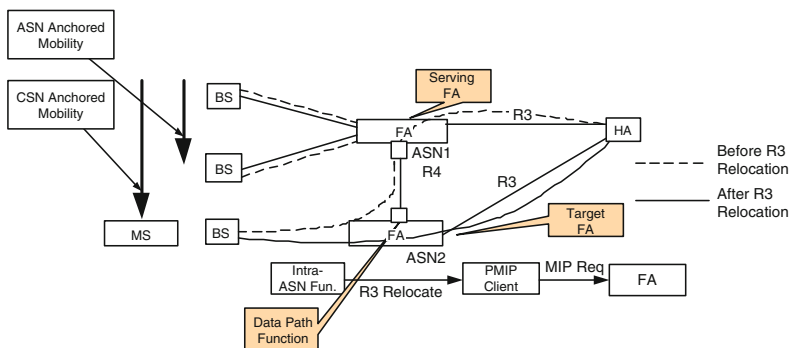 ASN Anchored
Mobility
CSN Anchored
Mobility
MS
BS
BS
BS
Serving
FA
FA
ASN1
R4
R3
HA
R3
Before R3
Relocation
After R3
Relocation
Target
FA
FA
ASN2
Intra-
ASN Fun.
R3 Relocate
PMIP
Client
MIP Req
FA
Data Path
Function